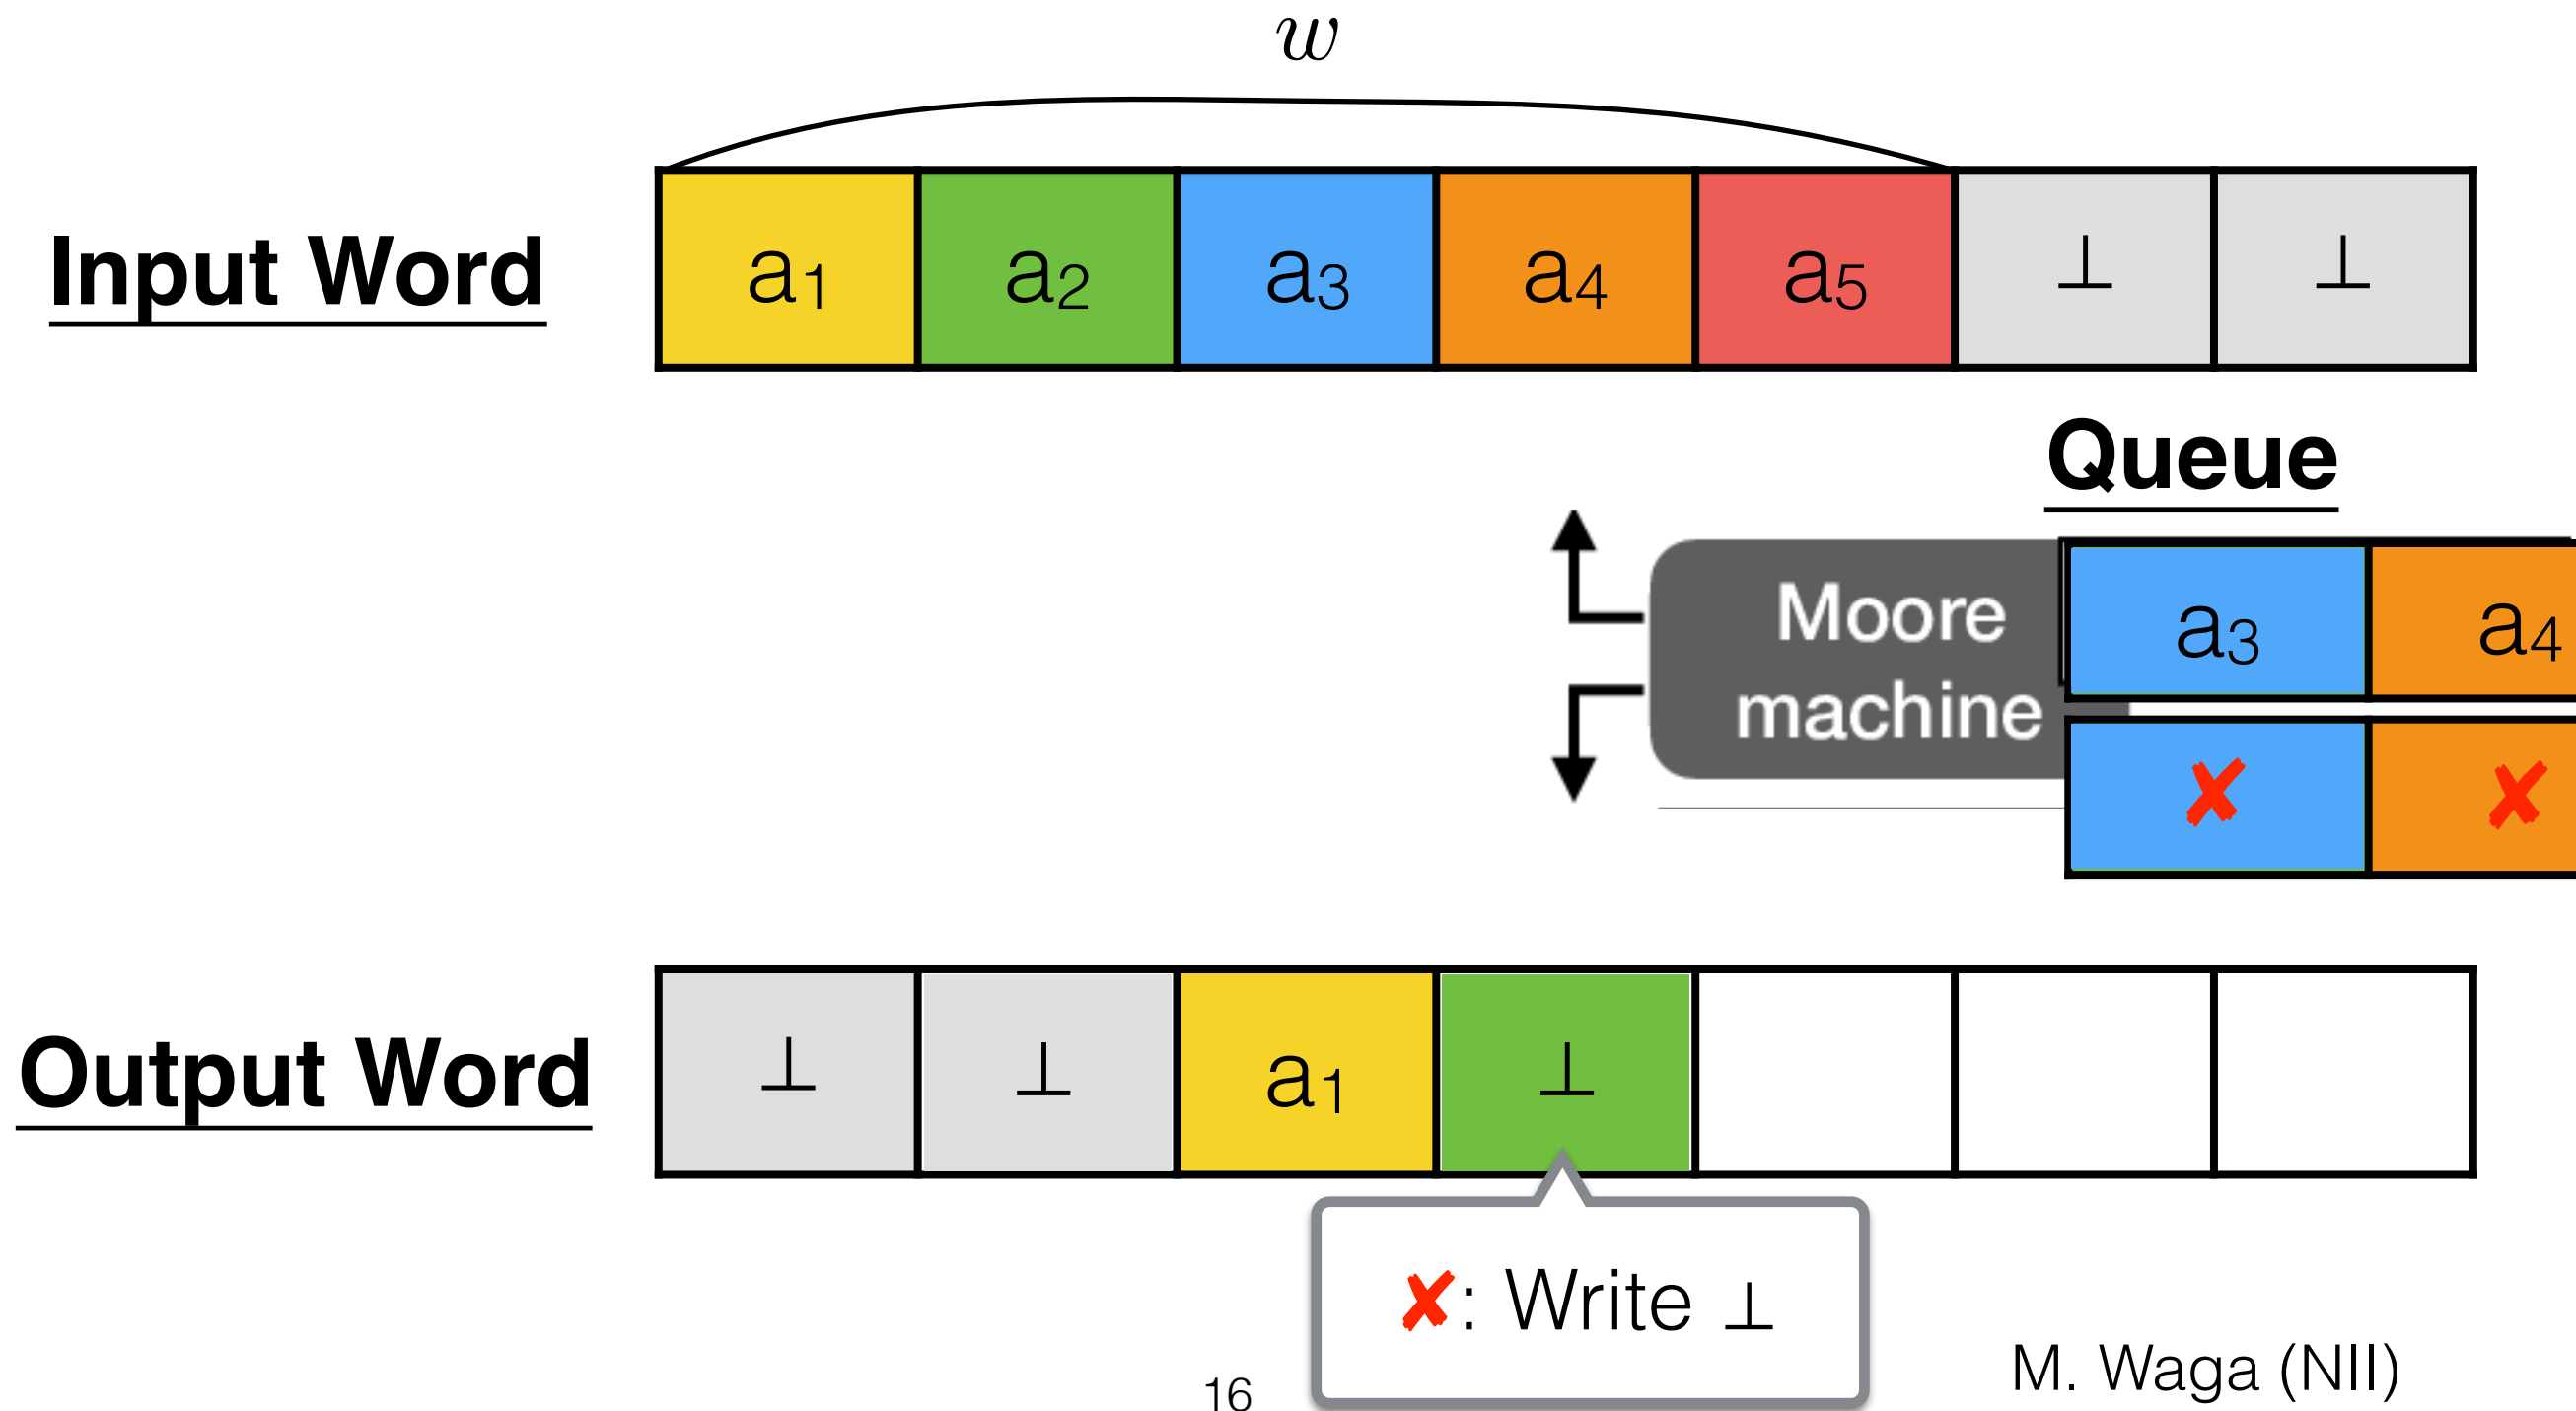 w
Input Word
a1 a2 a3 a4 a5 ⊥ ⊥
Queue
Moore
machine
a3 a4
✘ ✘
Output Word
⊥ ⊥ a1 ⊥
✘: Write ⊥
16
M. Waga (NII)